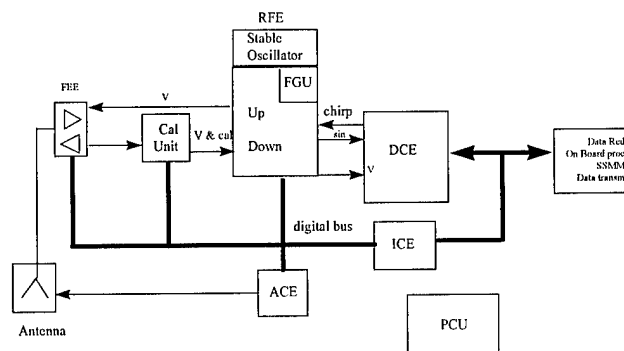 RFE
Stable
Oscillator
FGU
FEE
V
Up
chirp
Cal
Unit
V & cal
sin
Down
DCE
V
Data Red
On Board proc
SSMM
Data transm
digital bus
ICE
ACE
Antenna
PCU